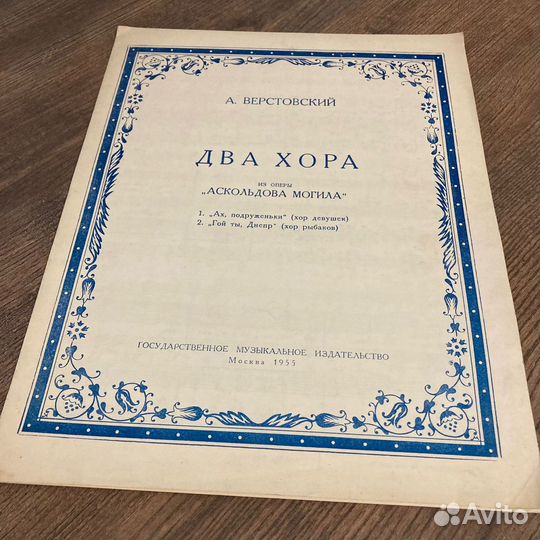 А. ВЕРСТОВСКИЙ
ДВА ХОРА
ИЗ ОПЕРЫ
„АСКОЛЬДОВА МОГИЛА“
1. „Ах, подруженьки“ (хор девушек)
2. „Гой ты, Днепр“ (хор рыбаков)
ГОСУДАРСТВЕННОЕ МУЗЫКАЛЬНОЕ ИЗДАТЕЛЬСТВО
Москва 1955
Avito